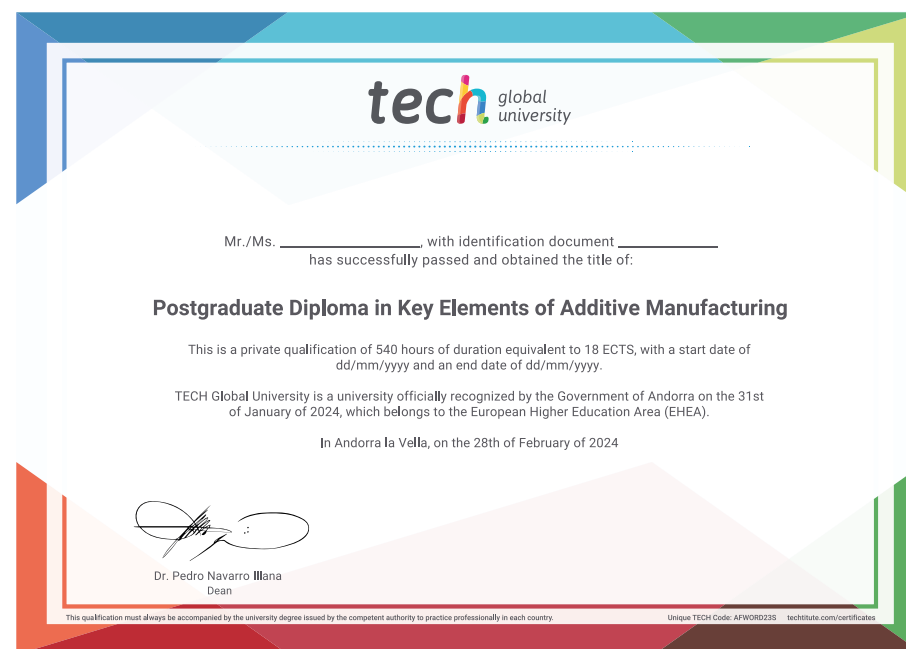 tech global
university
Mr./Ms. ____________________, with identification document ______________
has successfully passed and obtained the title of:
Postgraduate Diploma in Key Elements of Additive Manufacturing
This is a private qualification of 540 hours of duration equivalent to 18 ECTS, with a start date of
dd/mm/yyyy and an end date of dd/mm/yyyy.
TECH Global University is a university officially recognized by the Government of Andorra on the 31st
of January of 2024, which belongs to the European Higher Education Area (EHEA).
In Andorra la Vella, on the 28th of February of 2024
Dr. Pedro Navarro Illana
Dean
This qualification must always be accompanied by the university degree issued by the competent authority to practice professionally in each country.
Unique TECH Code: AFWORD23S techtitute.com/certificates